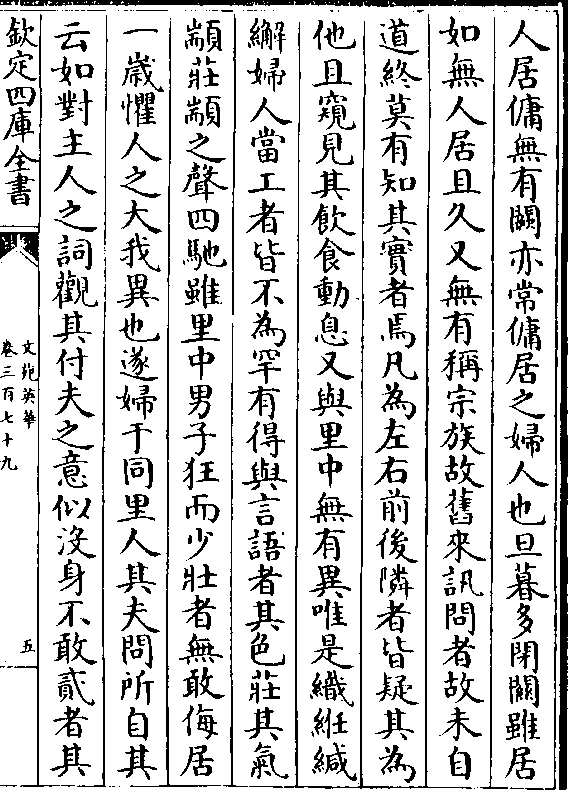 人居傭無有闕亦常傭居之婦人也旦暮多閉關雖居
如無人居且久又無有稱宗族故舊來訊問者故未自
道終莫有知其實者焉凡為左右前後隣者皆疑其為
他且窺見其飲食動息又與里中無有異唯是織紝緘
繲婦人當工者皆不為罕有得與言語者其色莊其氣
顓莊顓之聲四馳雖里中男子狂而少壯者無敢侮居
一歲懼人之大我異也遂婦于同里人其夫問所自其
云如對主人之詞觀其付夫之意似沒身不敢貳者其
欽定四庫全書
文苑英華
卷三百七十九
五